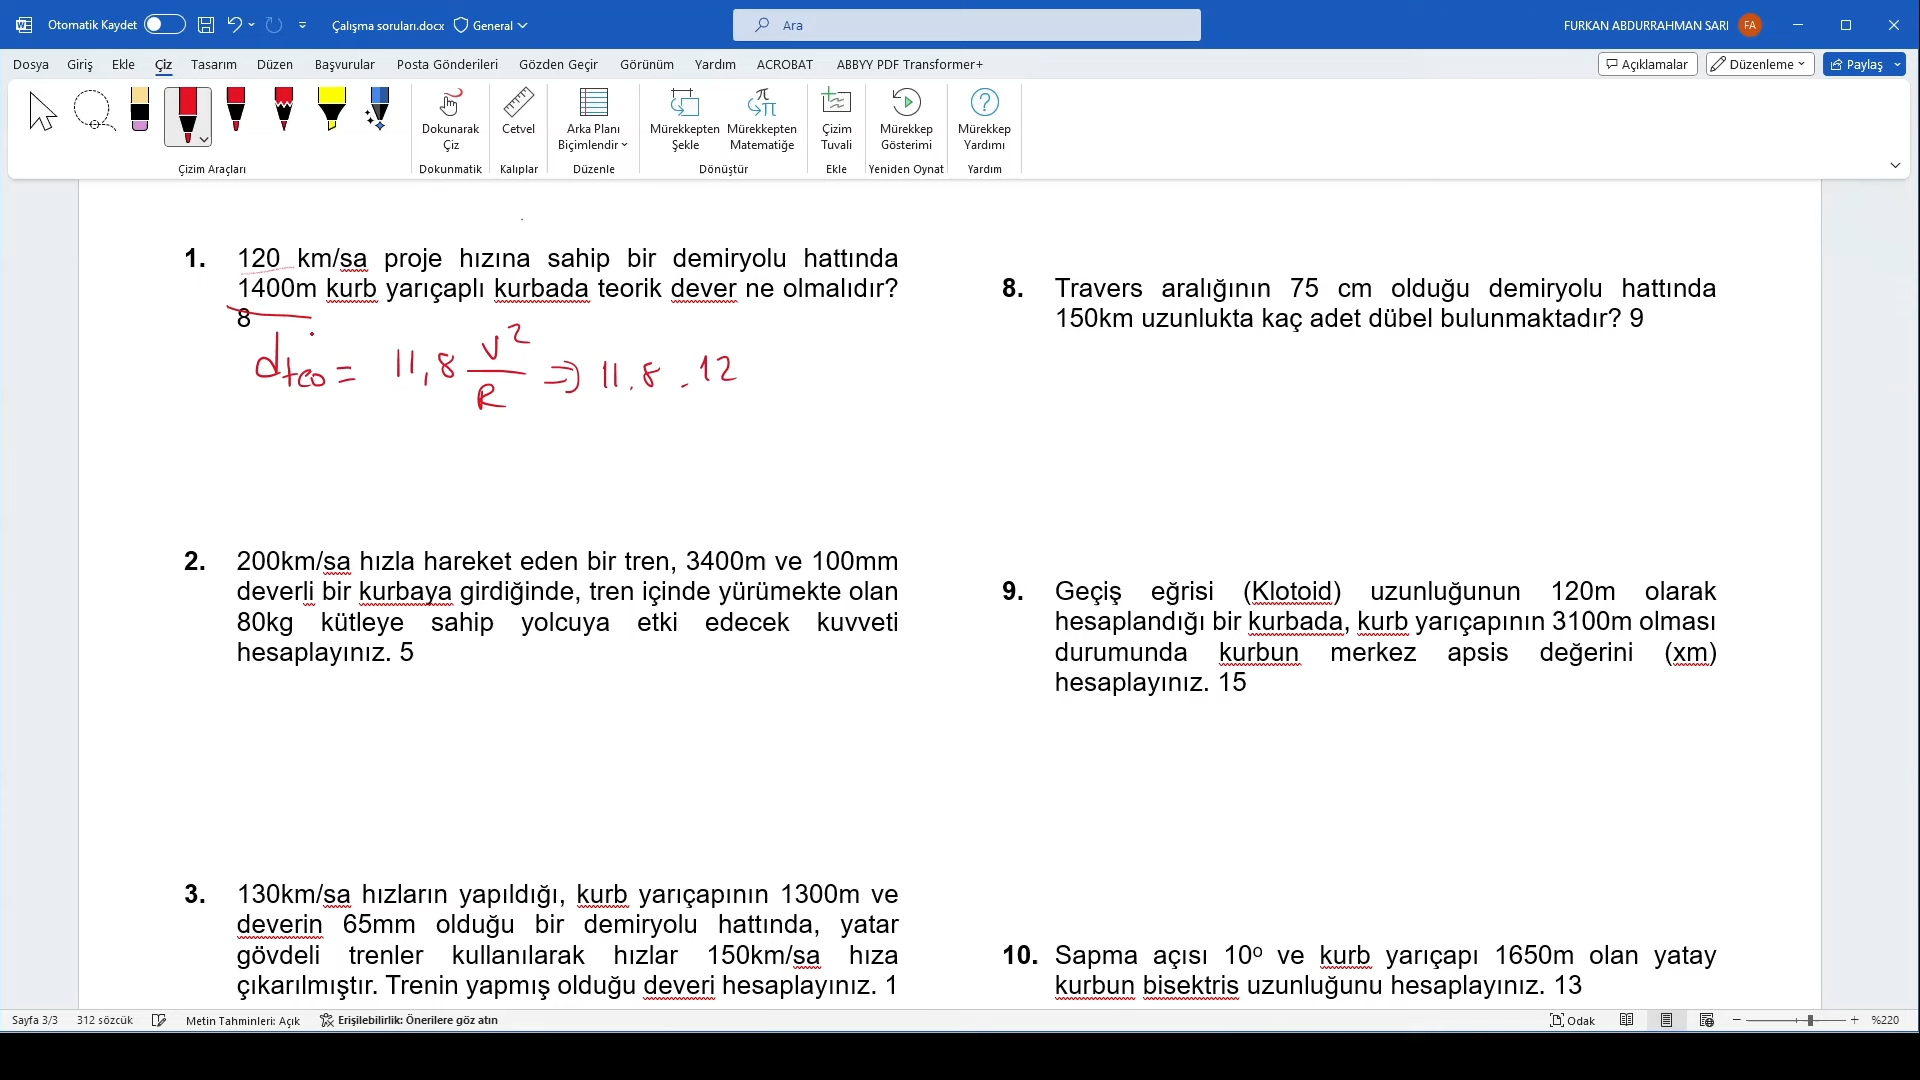 Otomatik Kaydet
Çalışma soruları.docx
General
Ara
FURKAN ABDURRAHMAN SARI
FA
Dosya Giriş Ekle Çiz Tasarım Düzen Başvurular Posta Gönderileri Gözden Geçir Görünüm Yardım ACROBAT ABBYY PDF Transformer+
Açıklamalar
Düzenleme
Paylaş
Dokunarak Çiz
Cetvel
Arka Planı Biçimlendir
Mürekkepten Şekle
Mürekkepten Matematiğe
Çizim Tuvali
Mürekkep Gösterimi
Mürekkep Yardımı
Çizim Araçları
Dokunmatik
Kalıplar
Düzenle
Dönüştür
Ekle
Yeniden Oynat
Yardım
1. 120 km/sa proje hızına sahip bir demiryolu hattında
1400m kurb yarıçaplı kurbada teorik dever ne olmalıdır?
8
dteo = 11,8 V²/R => 11.8 . 12
2. 200km/sa hızla hareket eden bir tren, 3400m ve 100mm
deverli bir kurbaya girdiğinde, tren içinde yürümekte olan
80kg kütleye sahip yolcuya etki edecek kuvveti
hesaplayınız. 5
3. 130km/sa hızların yapıldığı, kurb yarıçapının 1300m ve
deverin 65mm olduğu bir demiryolu hattında, yatar
gövdeli trenler kullanılarak hızlar 150km/sa hıza
çıkarılmıştır. Trenin yapmış olduğu deveri hesaplayınız. 1
8. Travers aralığının 75 cm olduğu demiryolu hattında
150km uzunlukta kaç adet dübel bulunmaktadır? 9
9. Geçiş eğrisi (Klotoid) uzunluğunun 120m olarak
hesaplandığı bir kurbada, kurb yarıçapının 3100m olması
durumunda kurbun merkez apsis değerini (xm)
hesaplayınız. 15
10. Sapma açısı 10º ve kurb yarıçapı 1650m olan yatay
kurbun bisektris uzunluğunu hesaplayınız. 13
Sayfa 3/3
312 sözcük
Metin Tahminleri: Açık
Erişilebilirlik: Önerilere göz atın
Odak
%220